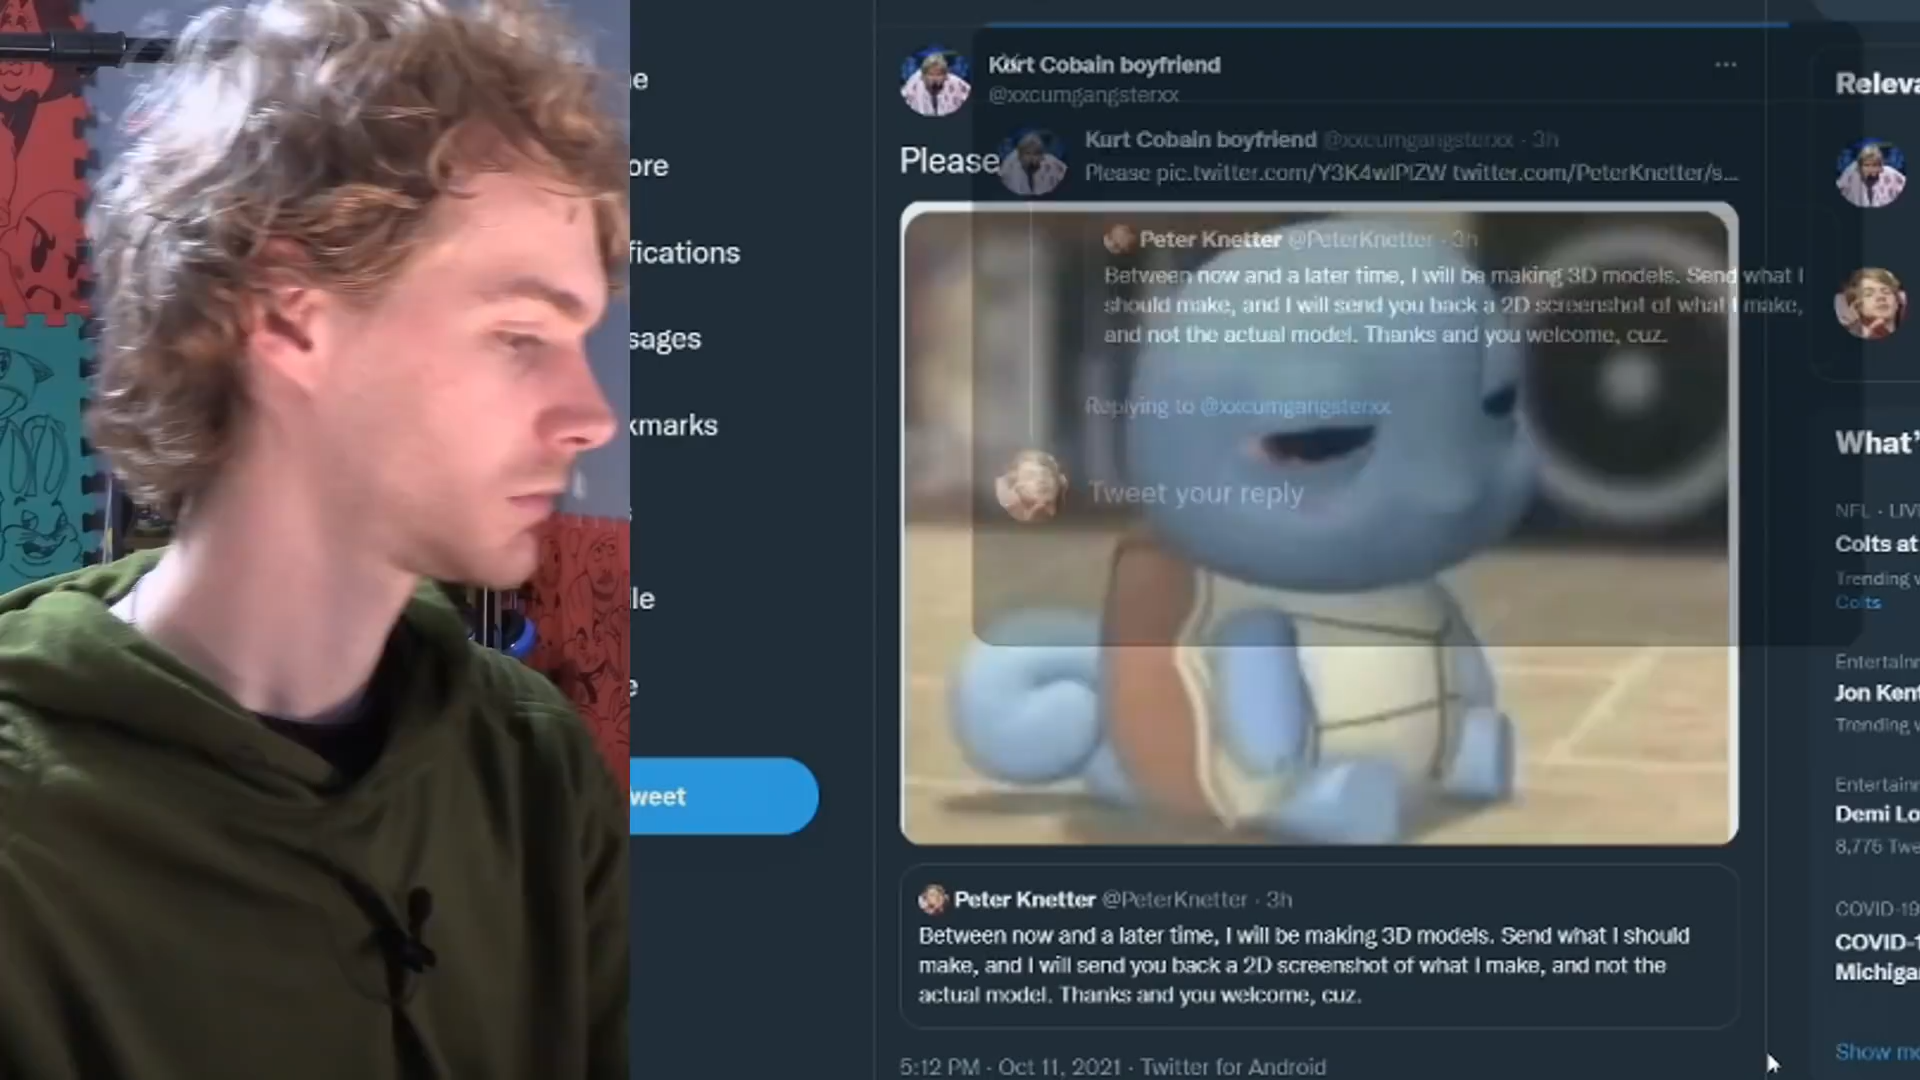 e
Kurt Cobain boyfriend
@xxcumgangsterxx
Please
Kurt Cobain boyfriend @xxcumgangsterxx · 3h
Please pic.twitter.com/Y3K4wlPlZW twitter.com/PeterKnetter/s...
Peter Knetter @PeterKnetter · 3h
Between now and a later time, I will be making 3D models. Send what I
should make, and I will send you back a 2D screenshot of what I make,
and not the actual model. Thanks and you welcome, cuz.
Replying to @xxcumgangsterxx
Tweet your reply
ore
fications
sages
kmarks
s
le
e
weet
Peter Knetter @PeterKnetter · 3h
Between now and a later time, I will be making 3D models. Send what I should
make, and I will send you back a 2D screenshot of what I make, and not the
actual model. Thanks and you welcome, cuz.
5:12 PM · Oct 11, 2021 · Twitter for Android
Releva
What'
NFL · LIV
Colts at
Trending w
Colts
Entertainm
Jon Kent
Trending w
Entertainm
Demi Lo
8,775 Twe
COVID-19
COVID-1
Michiga
Show mo